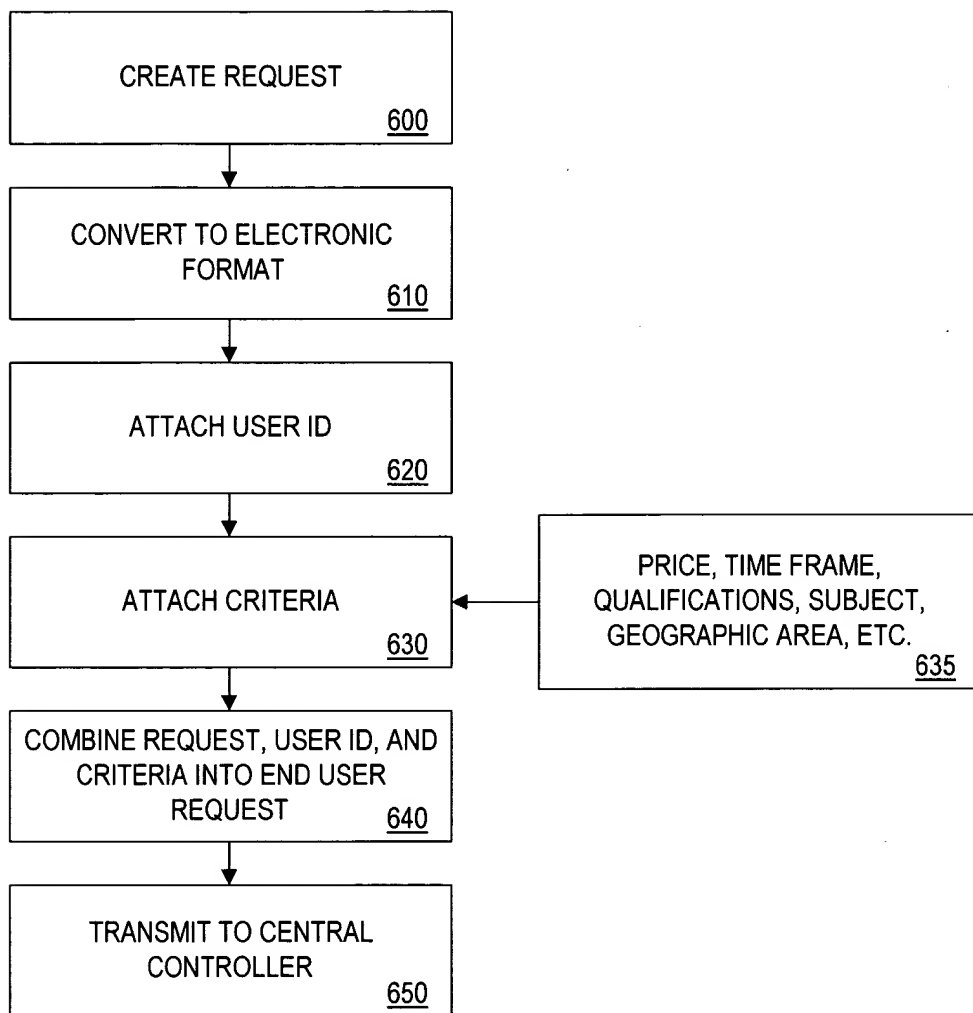 CREATE REQUEST
600
CONVERT TO ELECTRONIC
FORMAT
610
ATTACH USER ID
620
ATTACH CRITERIA
630
PRICE, TIME FRAME,
QUALIFICATIONS, SUBJECT,
GEOGRAPHIC AREA, ETC.
635
COMBINE REQUEST, USER ID, AND
CRITERIA INTO END USER
REQUEST
640
TRANSMIT TO CENTRAL
CONTROLLER
650